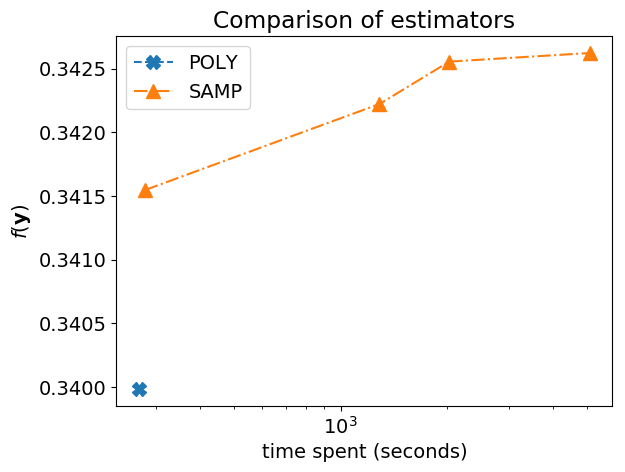 Comparison of estimators
POLY
SAMP
0.3425
0.3420
0.3415
0.3410
0.3405
0.3400
f(y)
10³
time spent (seconds)